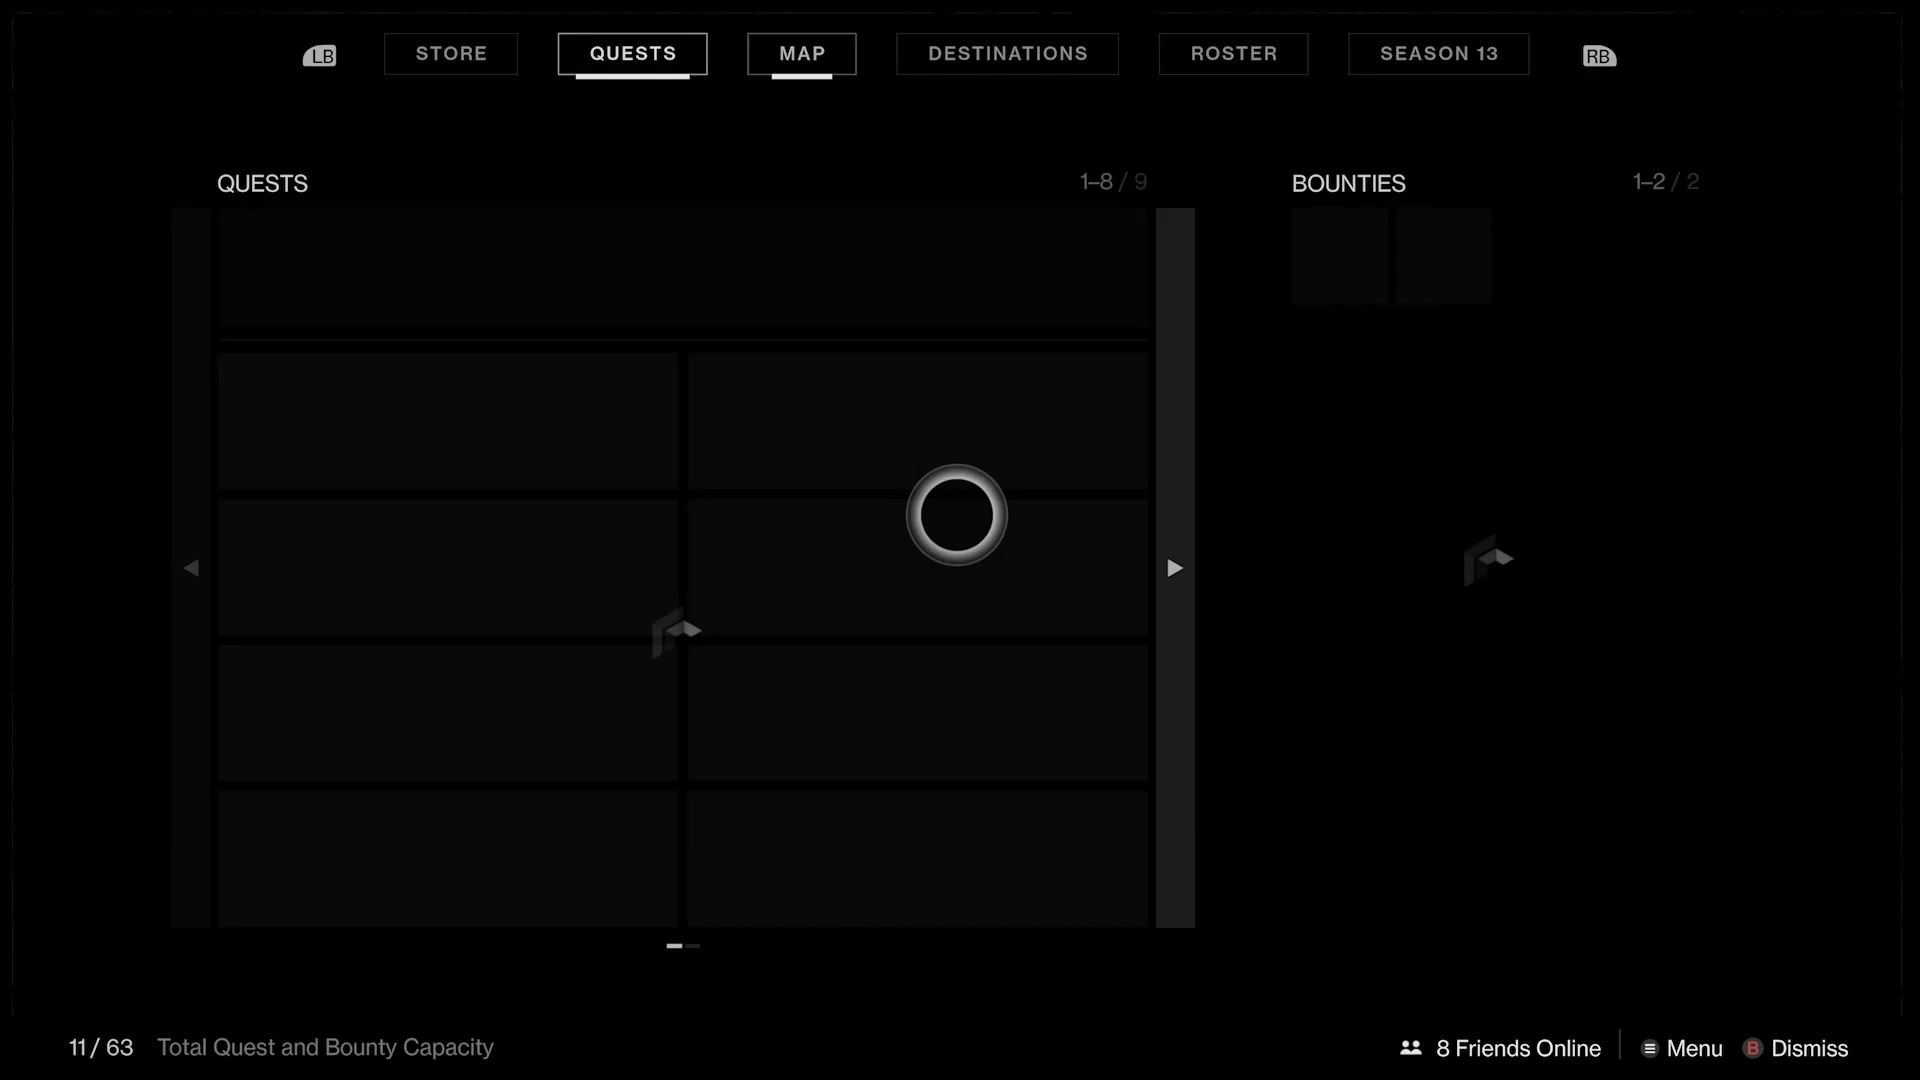 LB STORE QUESTS MAP DESTINATIONS ROSTER SEASON 13 RB
QUESTS 1–8 / 9 BOUNTIES 1–2 / 2
11 / 63 Total Quest and Bounty Capacity 8 Friends Online Menu B Dismiss